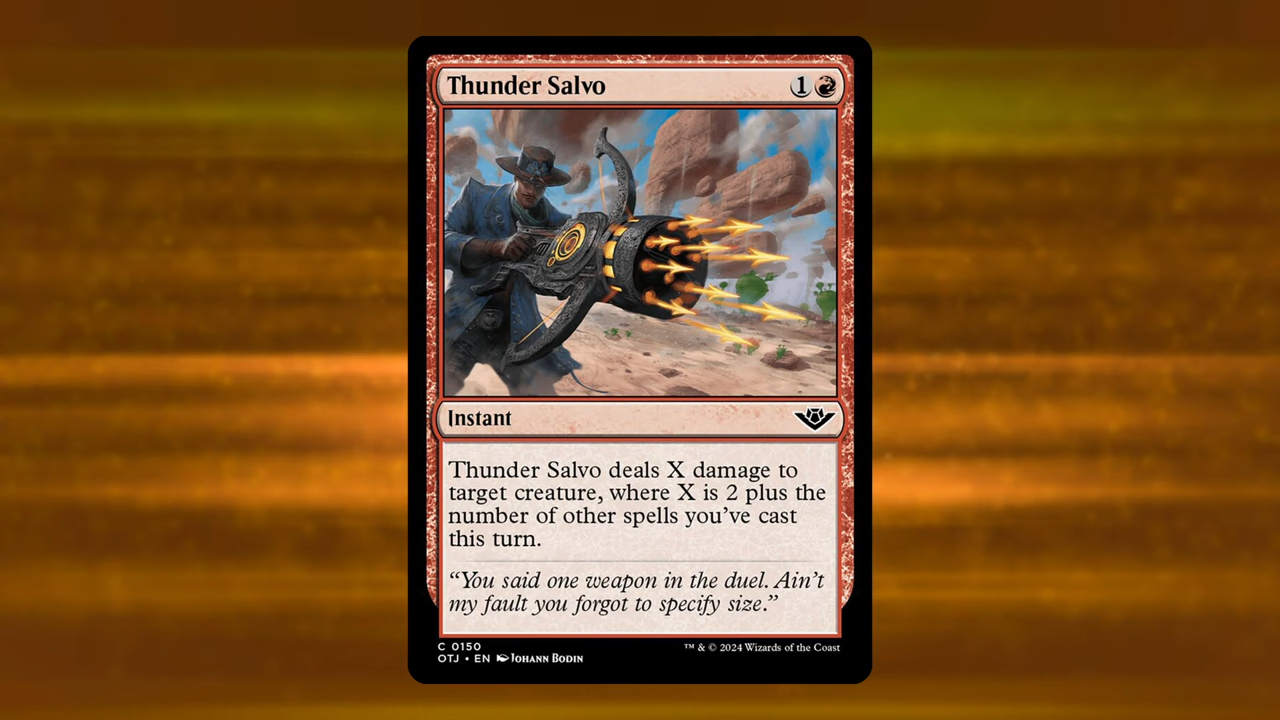 Thunder Salvo
1
Instant
Thunder Salvo deals X damage to
target creature, where X is 2 plus the
number of other spells you’ve cast
this turn.
“You said one weapon in the duel. Ain’t
my fault you forgot to specify size.”
C 0150
OTJ • EN Johann Bodin
™ & © 2024 Wizards of the Coast